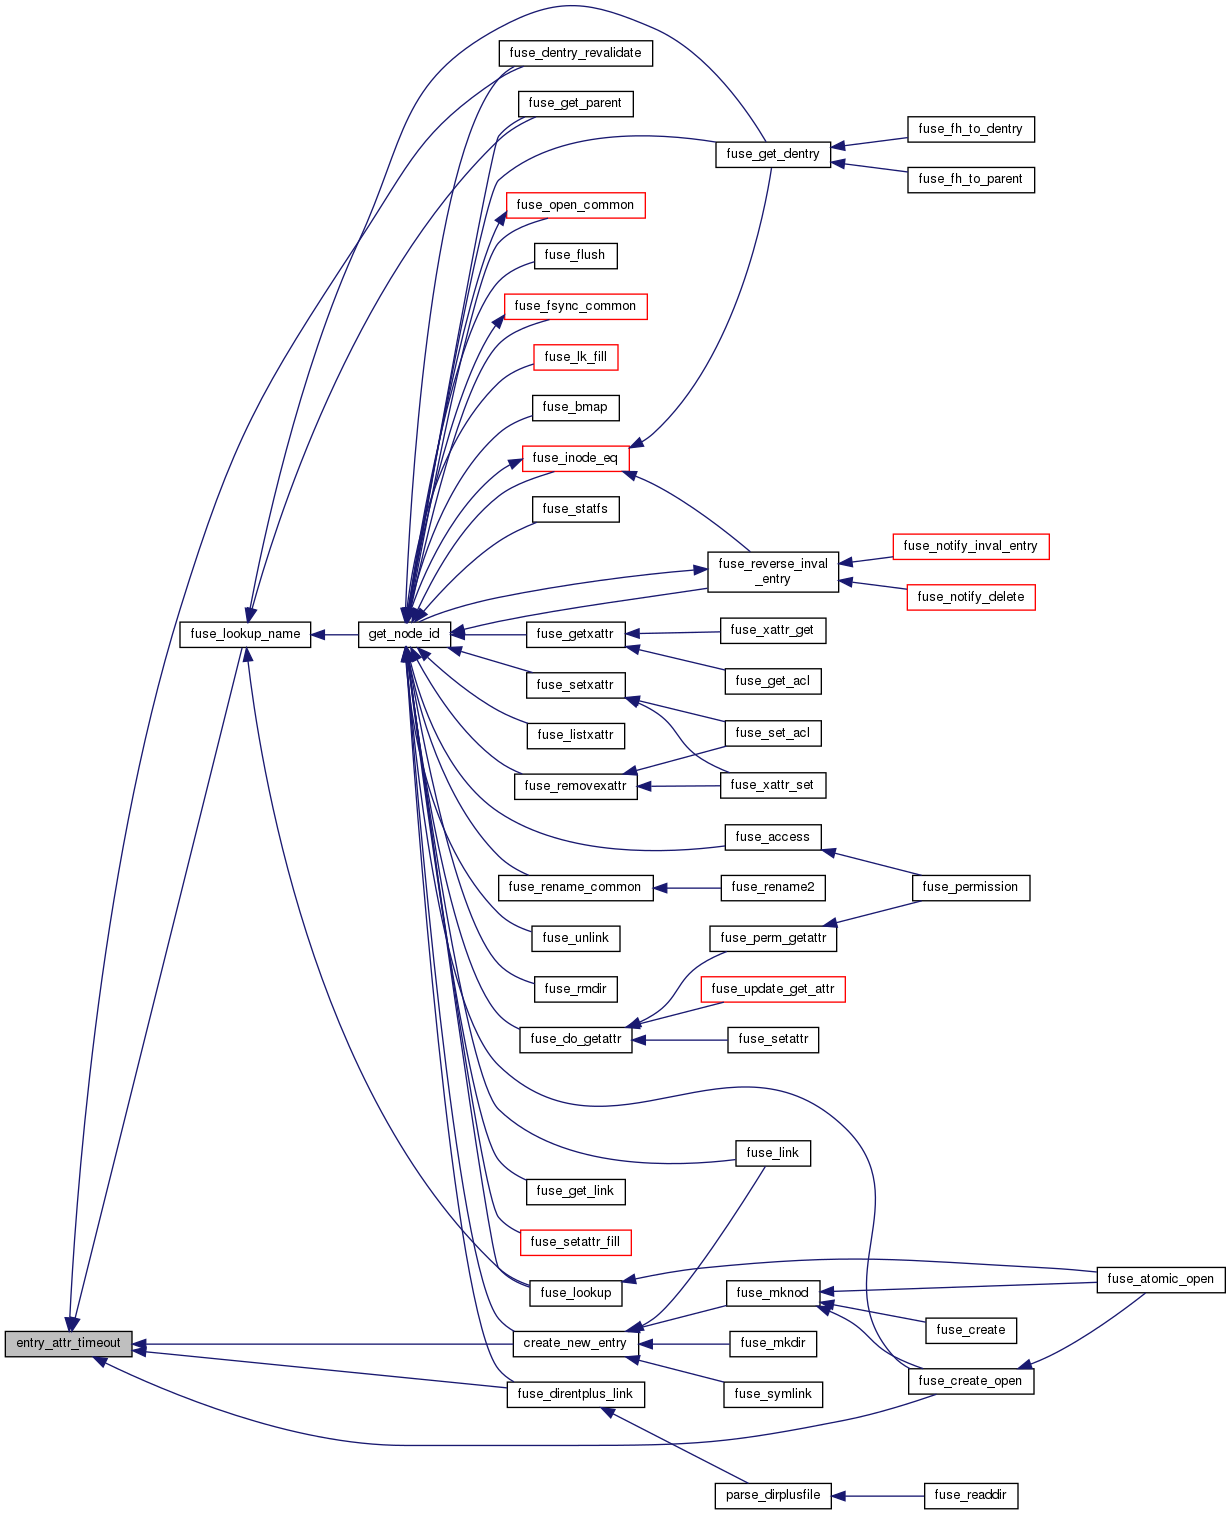 fuse_dentry_revalidate
fuse_get_parent
fuse_fh_to_dentry
fuse_get_dentry
fuse_fh_to_parent
fuse_open_common
fuse_flush
fuse_fsync_common
fuse_lk_fill
fuse_bmap
fuse_inode_eq
fuse_statfs
fuse_notify_inval_entry
fuse_reverse_inval
_entry
fuse_notify_delete
fuse_lookup_name
get_node_id
fuse_getxattr
fuse_xattr_get
fuse_get_acl
fuse_setxattr
fuse_listxattr
fuse_set_acl
fuse_removexattr
fuse_xattr_set
fuse_access
fuse_rename_common
fuse_rename2
fuse_permission
fuse_unlink
fuse_perm_getattr
fuse_rmdir
fuse_update_get_attr
fuse_do_getattr
fuse_setattr
fuse_link
fuse_get_link
fuse_setattr_fill
fuse_lookup
fuse_mknod
fuse_atomic_open
fuse_create
entry_attr_timeout
create_new_entry
fuse_mkdir
fuse_create_open
fuse_direntplus_link
fuse_symlink
parse_dirplusfile
fuse_readdir